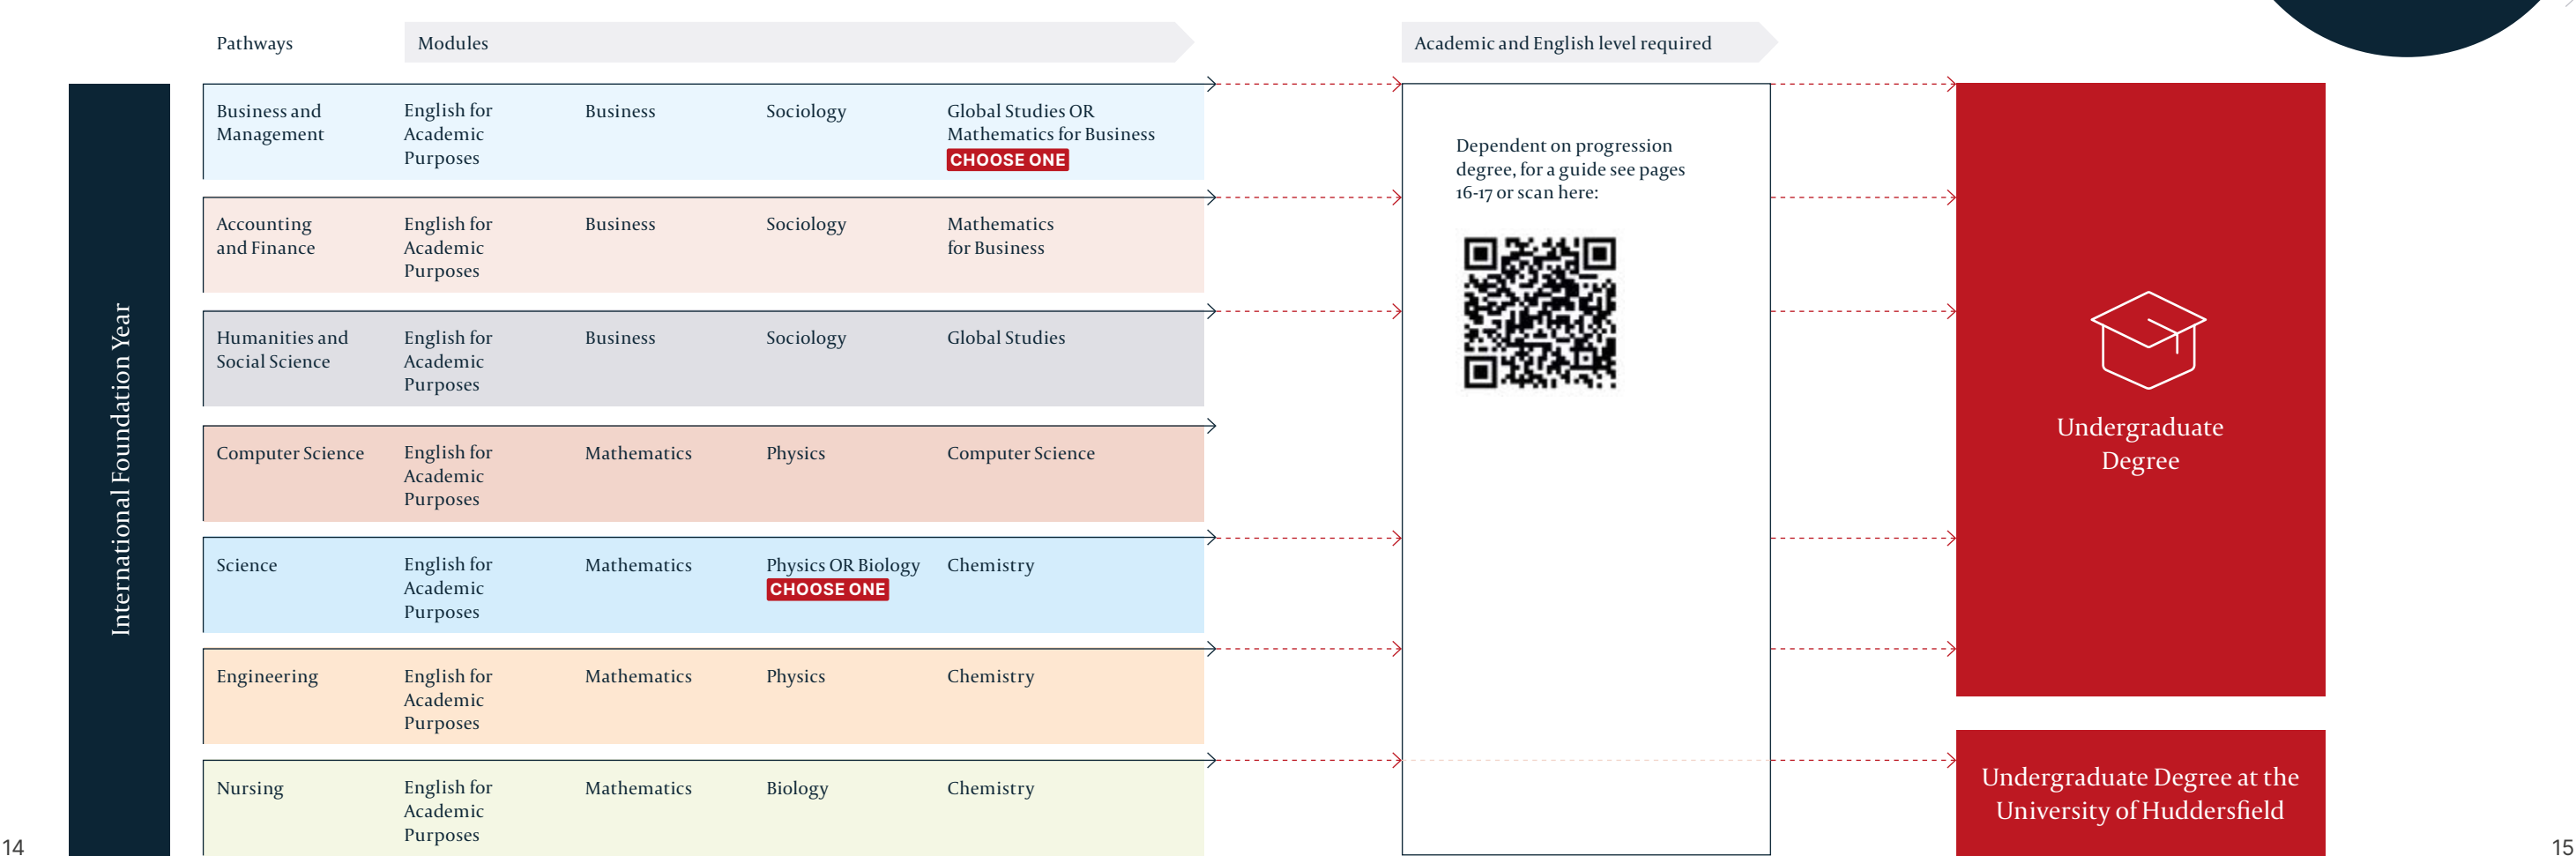 Pathways
Modules
Academic and English level required
International Foundation Year
Business and
Management
English for
Academic
Purposes
Business
Sociology
Global Studies OR
Mathematics for Business
CHOOSE ONE
Accounting
and Finance
English for
Academic
Purposes
Business
Sociology
Mathematics
for Business
Humanities and
Social Science
English for
Academic
Purposes
Business
Sociology
Global Studies
Computer Science
English for
Academic
Purposes
Mathematics
Physics
Computer Science
Science
English for
Academic
Purposes
Mathematics
Physics OR Biology
CHOOSE ONE
Chemistry
Engineering
English for
Academic
Purposes
Mathematics
Physics
Chemistry
Nursing
English for
Academic
Purposes
Mathematics
Biology
Chemistry
Dependent on progression
degree, for a guide see pages
16-17 or scan here:
Undergraduate
Degree
Undergraduate Degree at the
University of Huddersfield
14
15